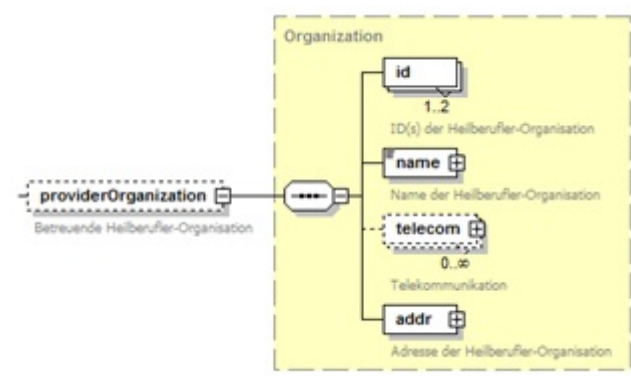 Organization
id
1..2
ID(s) der Heilberufler-Organisation
name
Name der Heilberufler-Organisation
providerOrganization
Betreuende Heilberufler-Organisation
telecom
0..∞
Telekommunikation
addr
Adresse der Heilberufler-Organisation